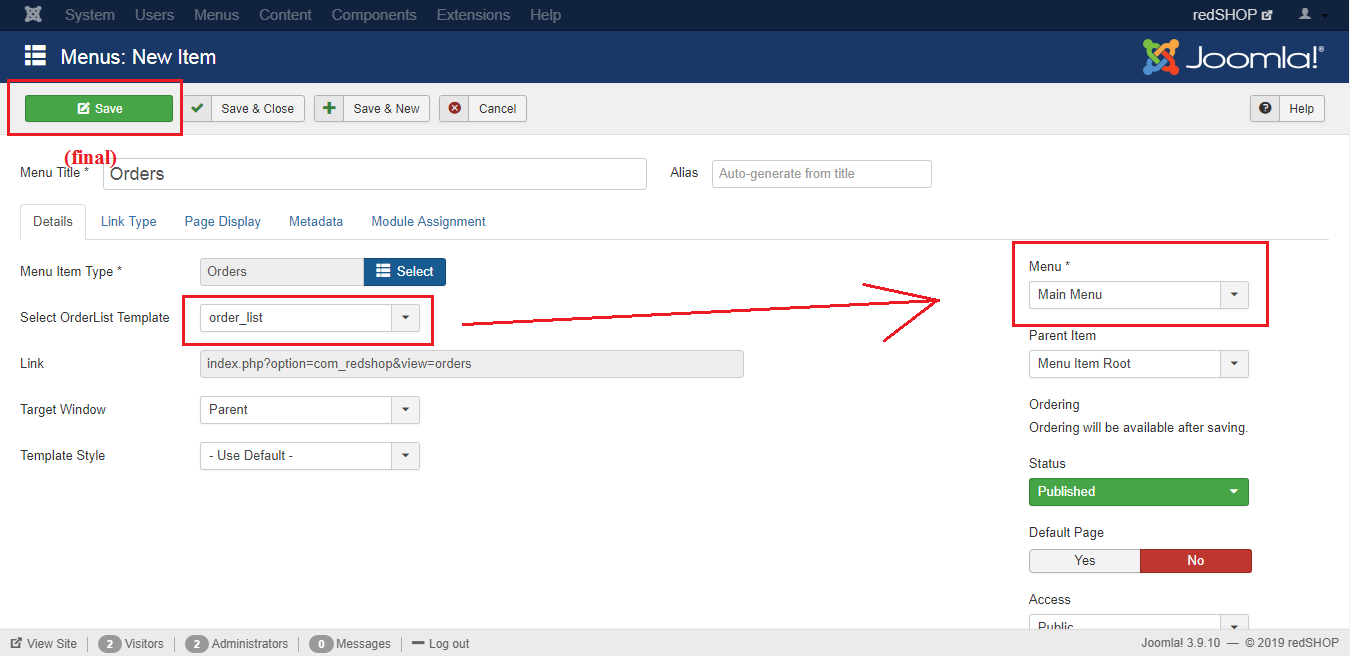 System Users Menus Content Components Extensions Help redSHOP
Menus: New Item Joomla!®
Save Save & Close Save & New Cancel ? Help
(final)
Menu Title * Orders Alias Auto-generate from title
Details Link Type Page Display Metadata Module Assignment
Menu Item Type * Orders Select
Select OrderList Template order_list
Link index.php?option=com_redshop&view=orders
Target Window Parent
Template Style - Use Default -
Menu *
Main Menu
Parent Item
Menu Item Root
Ordering
Ordering will be available after saving.
Status
Published
Default Page
Yes No
Access
Public
View Site 2 Visitors 2 Administrators 0 Messages Log out Joomla! 3.9.10 — © 2019 redSHOP